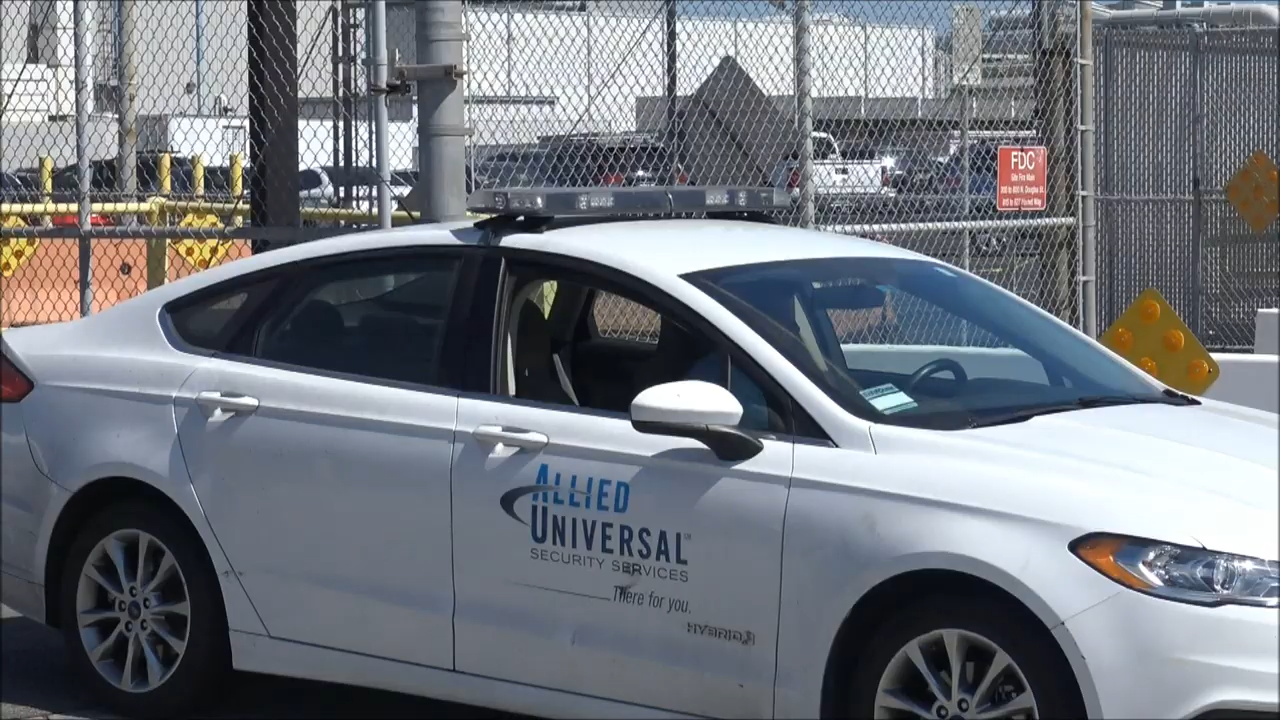 FDC
ALLIED
UNIVERSAL
SECURITY SERVICES
There for you.
HYBRID